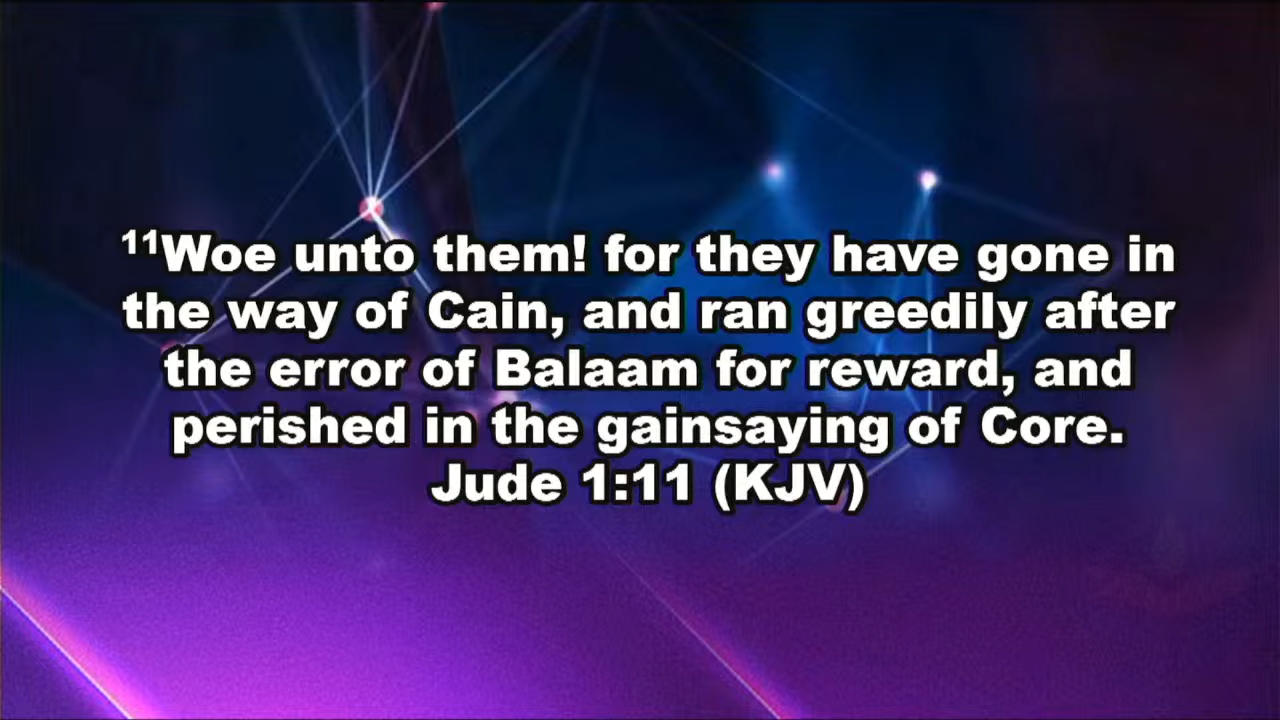 ¹¹Woe unto them! for they have gone in
the way of Cain, and ran greedily after
the error of Balaam for reward, and
perished in the gainsaying of Core.
Jude 1:11 (KJV)